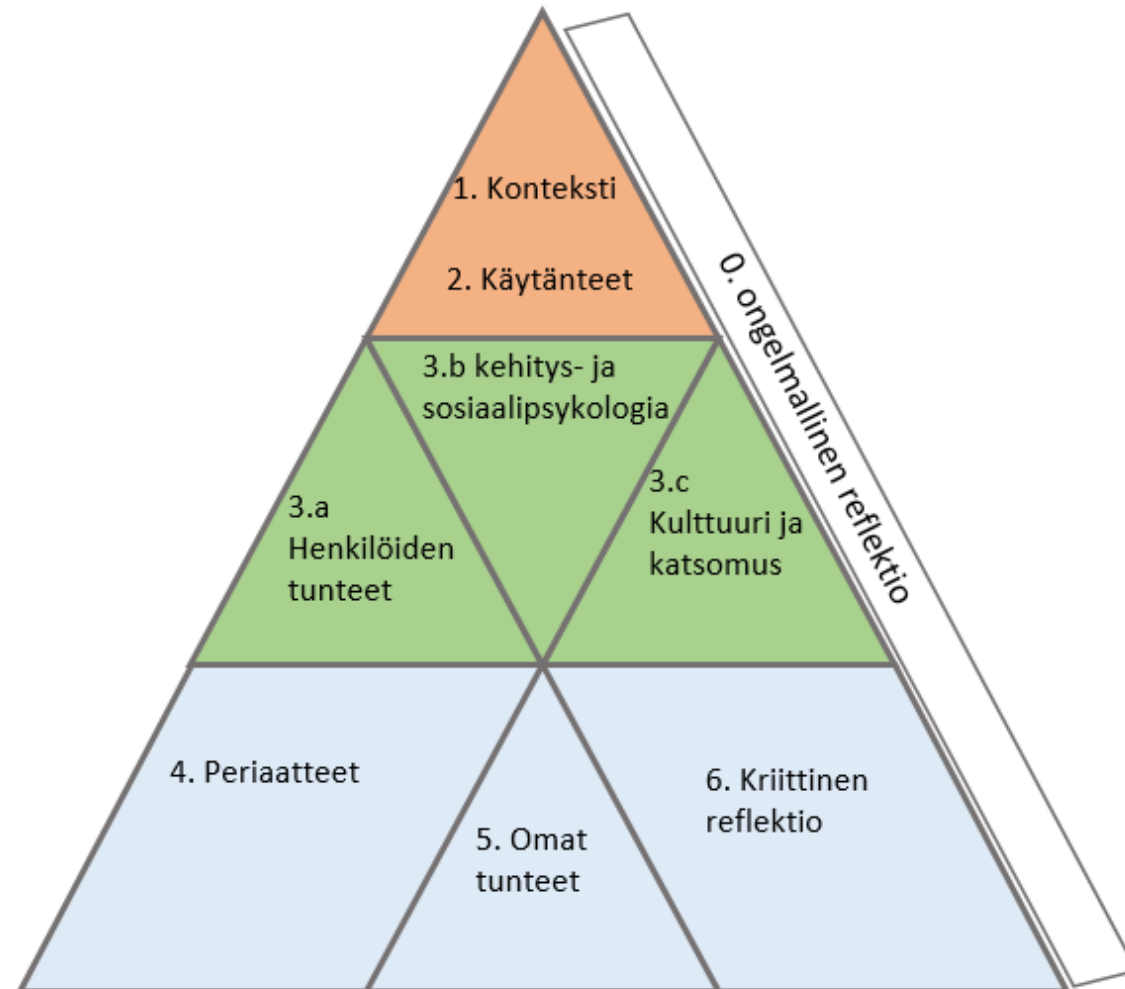 1. Konteksti
2. Käytänteet
0. ongelmallinen reflektio
3.b kehitys- ja
sosiaalipsykologia
3.a
Henkilöiden
tunteet
3.c
Kulttuuri ja
katsomus
4. Periaatteet
5. Omat
tunteet
6. Kriittinen
reflektio